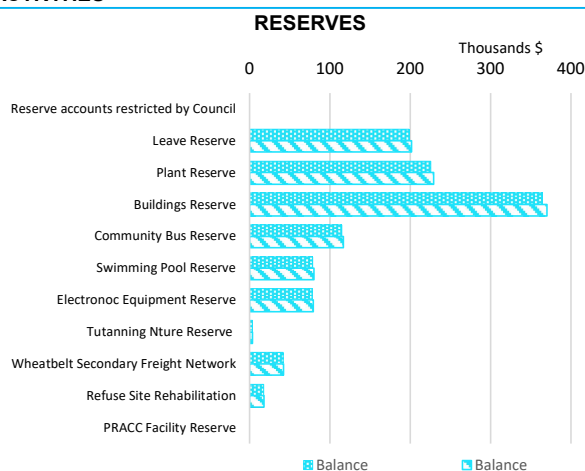 RESERVES
Thousands $
0 100 200 300 400
Reserve accounts restricted by Council
Leave Reserve
Plant Reserve
Buildings Reserve
Community Bus Reserve
Swimming Pool Reserve
Electronoc Equipment Reserve
Tutanning Nture Reserve
Wheatbelt Secondary Freight Network
Refuse Site Rehabilitation
PRACC Facility Reserve
Balance Balance